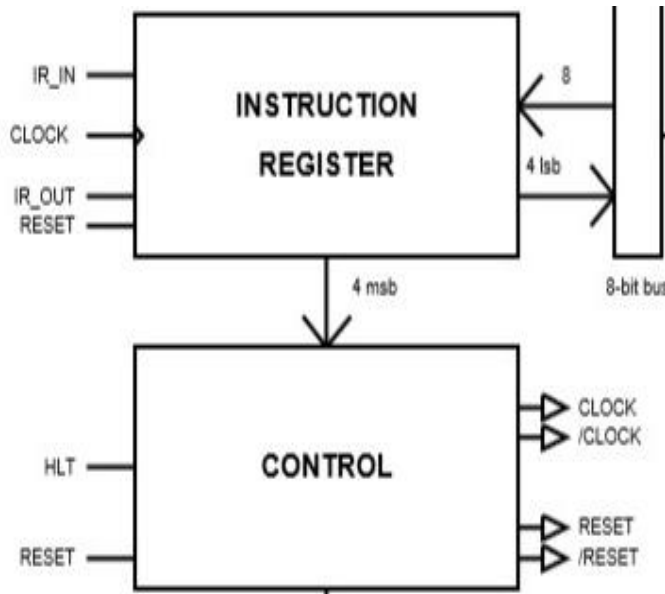 IR_IN
CLOCK
IR_OUT
RESET
INSTRUCTION
REGISTER
8
4 lsb
8-bit bus
4 msb
HLT
RESET
CONTROL
CLOCK
/CLOCK
RESET
/RESET